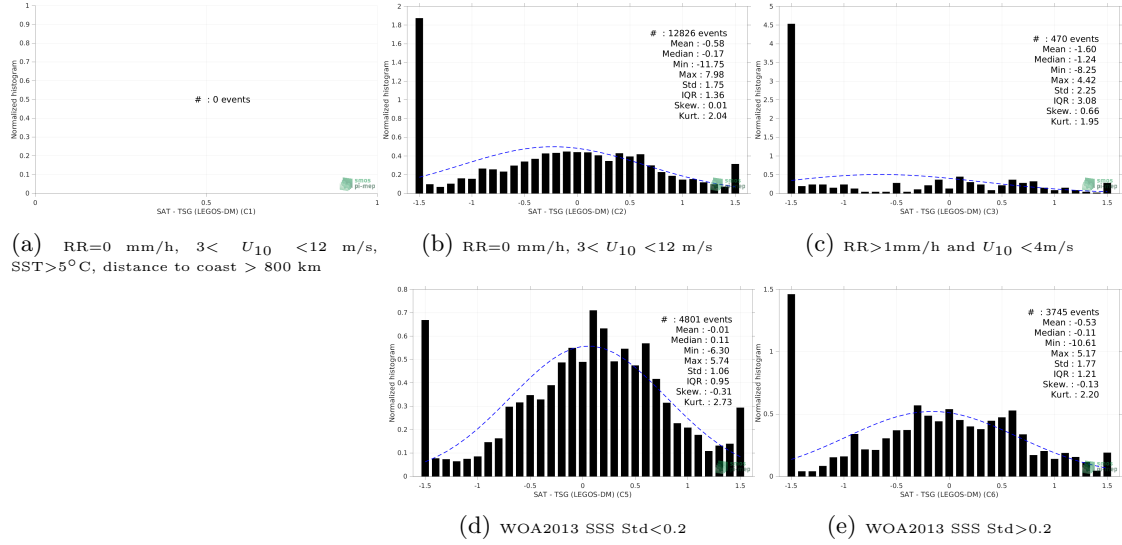 1
0.9
0.8
0.7
0.6
0.5
0.4
0.3
0.2
0.1
0
Normalized histogram
# : 0 events
smos
pi-mep
0 0.5 1
SAT - TSG (LEGOS-DM) (C1)
(a) RR=0 mm/h, 3< U10 <12 m/s,
SST>5°C, distance to coast > 800 km
2
1.8
1.6
1.4
1.2
1
0.8
0.6
0.4
0.2
0
Normalized histogram
# : 12826 events
Mean : -0.58
Median : -0.17
Min : -11.75
Max : 7.98
Std : 1.75
IQR : 1.36
Skew. : 0.01
Kurt. : 2.04
smos
pi-mep
-1.5 -1 -0.5 0 0.5 1 1.5
SAT - TSG (LEGOS-DM) (C2)
(b) RR=0 mm/h, 3< U10 <12 m/s
5
4.5
4
3.5
3
2.5
2
1.5
1
0.5
0
Normalized histogram
# : 470 events
Mean : -1.60
Median : -1.24
Min : -8.25
Max : 4.42
Std : 2.25
IQR : 3.08
Skew. : 0.66
Kurt. : 1.95
smos
pi-mep
-1.5 -1 -0.5 0 0.5 1 1.5
SAT - TSG (LEGOS-DM) (C3)
(c) RR>1mm/h and U10 <4m/s
0.8
0.7
0.6
0.5
0.4
0.3
0.2
0.1
0
Normalized histogram
# : 4801 events
Mean : -0.01
Median : 0.11
Min : -6.30
Max : 5.74
Std : 1.06
IQR : 0.95
Skew. : -0.31
Kurt. : 2.73
smos
pi-mep
-1.5 -1 -0.5 0 0.5 1 1.5
SAT - TSG (LEGOS-DM) (C5)
(d) WOA2013 SSS Std<0.2
1.5
1
0.5
0
Normalized histogram
# : 3745 events
Mean : -0.53
Median : -0.11
Min : -10.61
Max : 5.17
Std : 1.77
IQR : 1.21
Skew. : -0.13
Kurt. : 2.20
smos
pi-mep
-1.5 -1 -0.5 0 0.5 1 1.5
SAT - TSG (LEGOS-DM) (C6)
(e) WOA2013 SSS Std>0.2